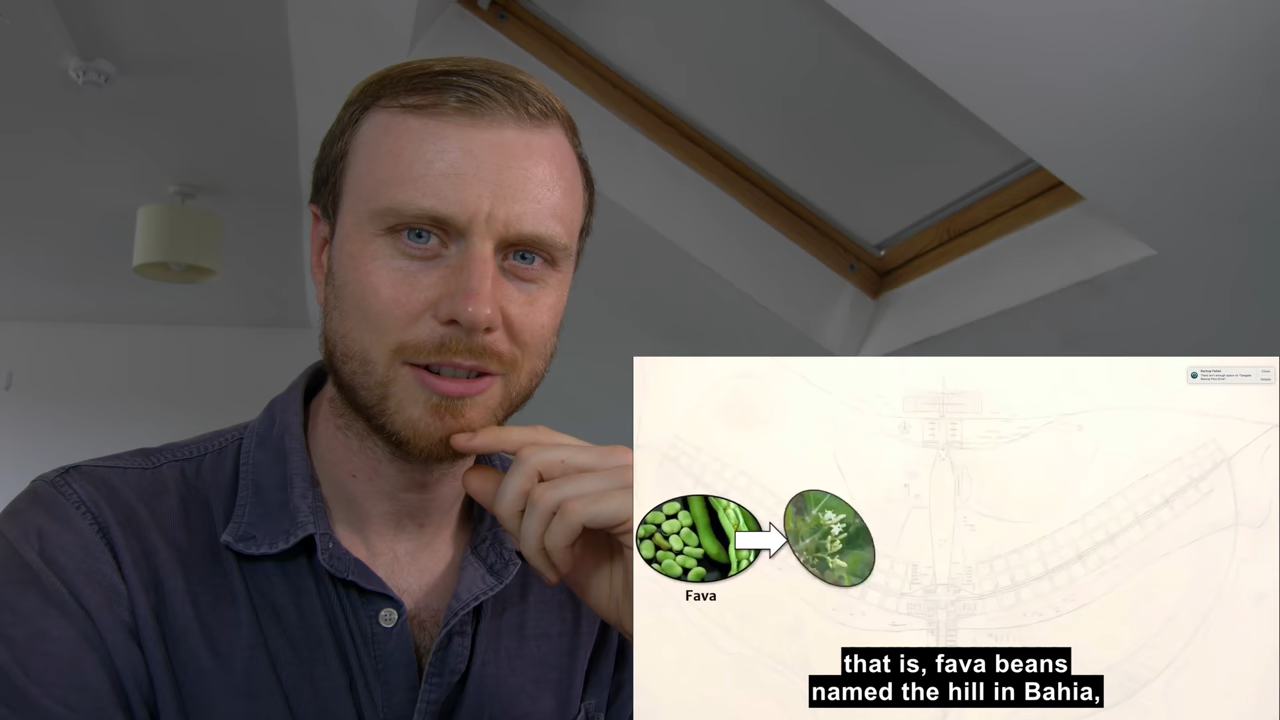 Fava
that is, fava beans
named the hill in Bahia,